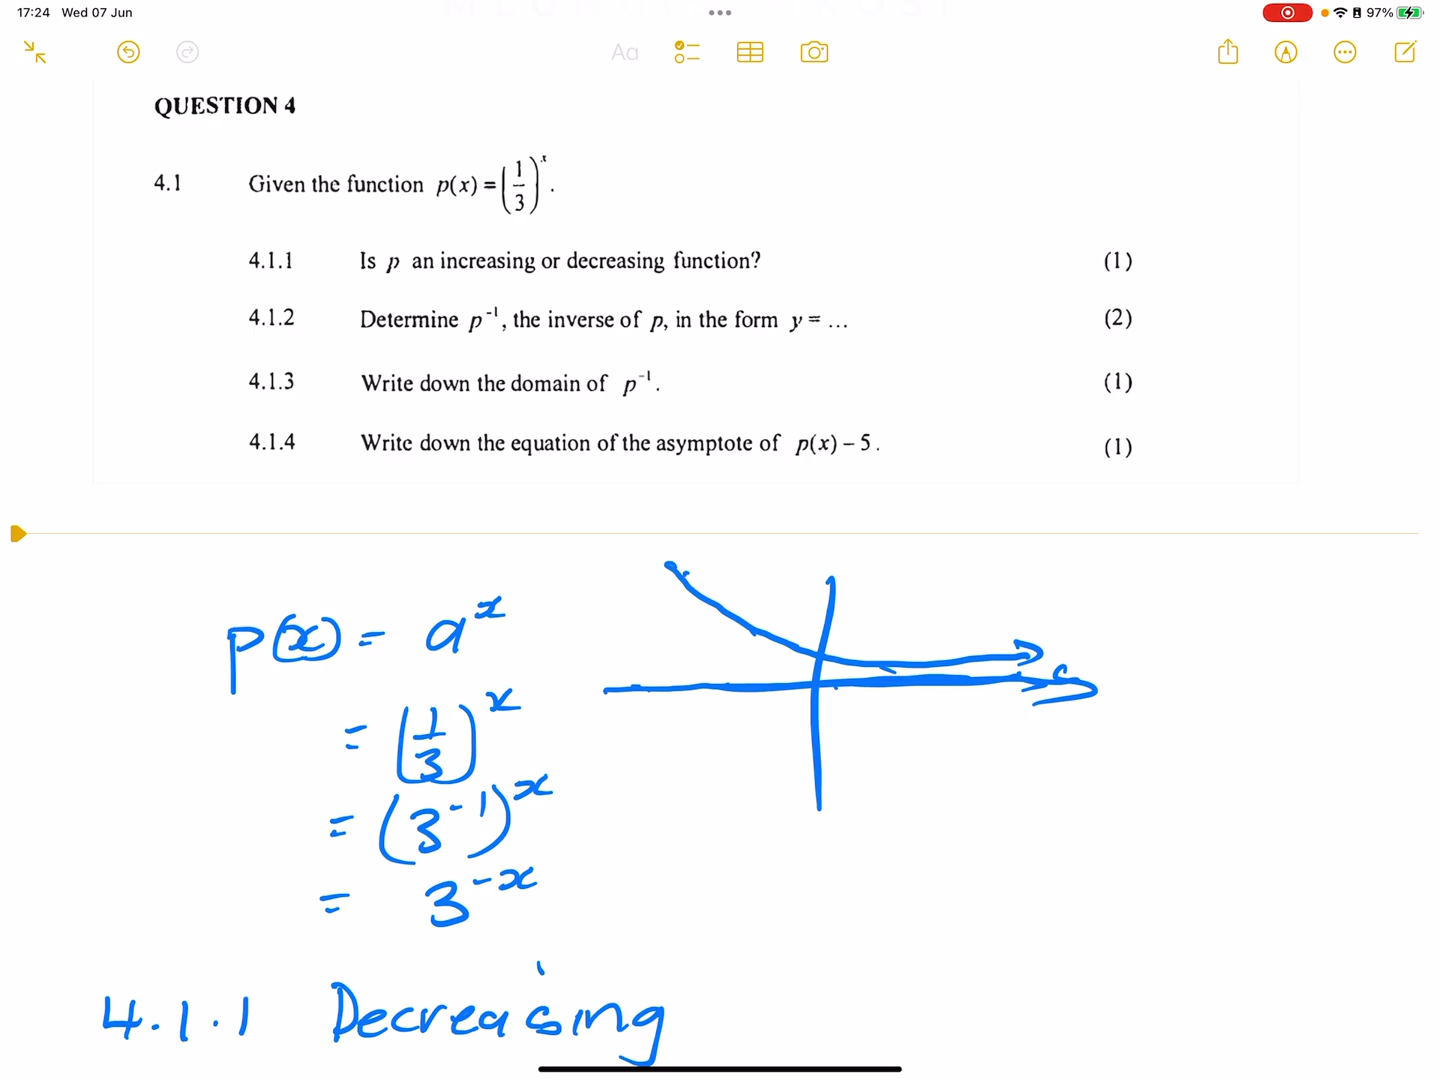 17:24 Wed 07 Jun
97%
Aa
QUESTION 4
4.1 Given the function p(x) = (1/3)^x.
4.1.1 Is p an increasing or decreasing function? (1)
4.1.2 Determine p^-1, the inverse of p, in the form y = ... (2)
4.1.3 Write down the domain of p^-1. (1)
4.1.4 Write down the equation of the asymptote of p(x) – 5. (1)
p(x) = a^x
= (1/3)^x
= (3^-1)^x
= 3^-x
4.1.1 Decreasing